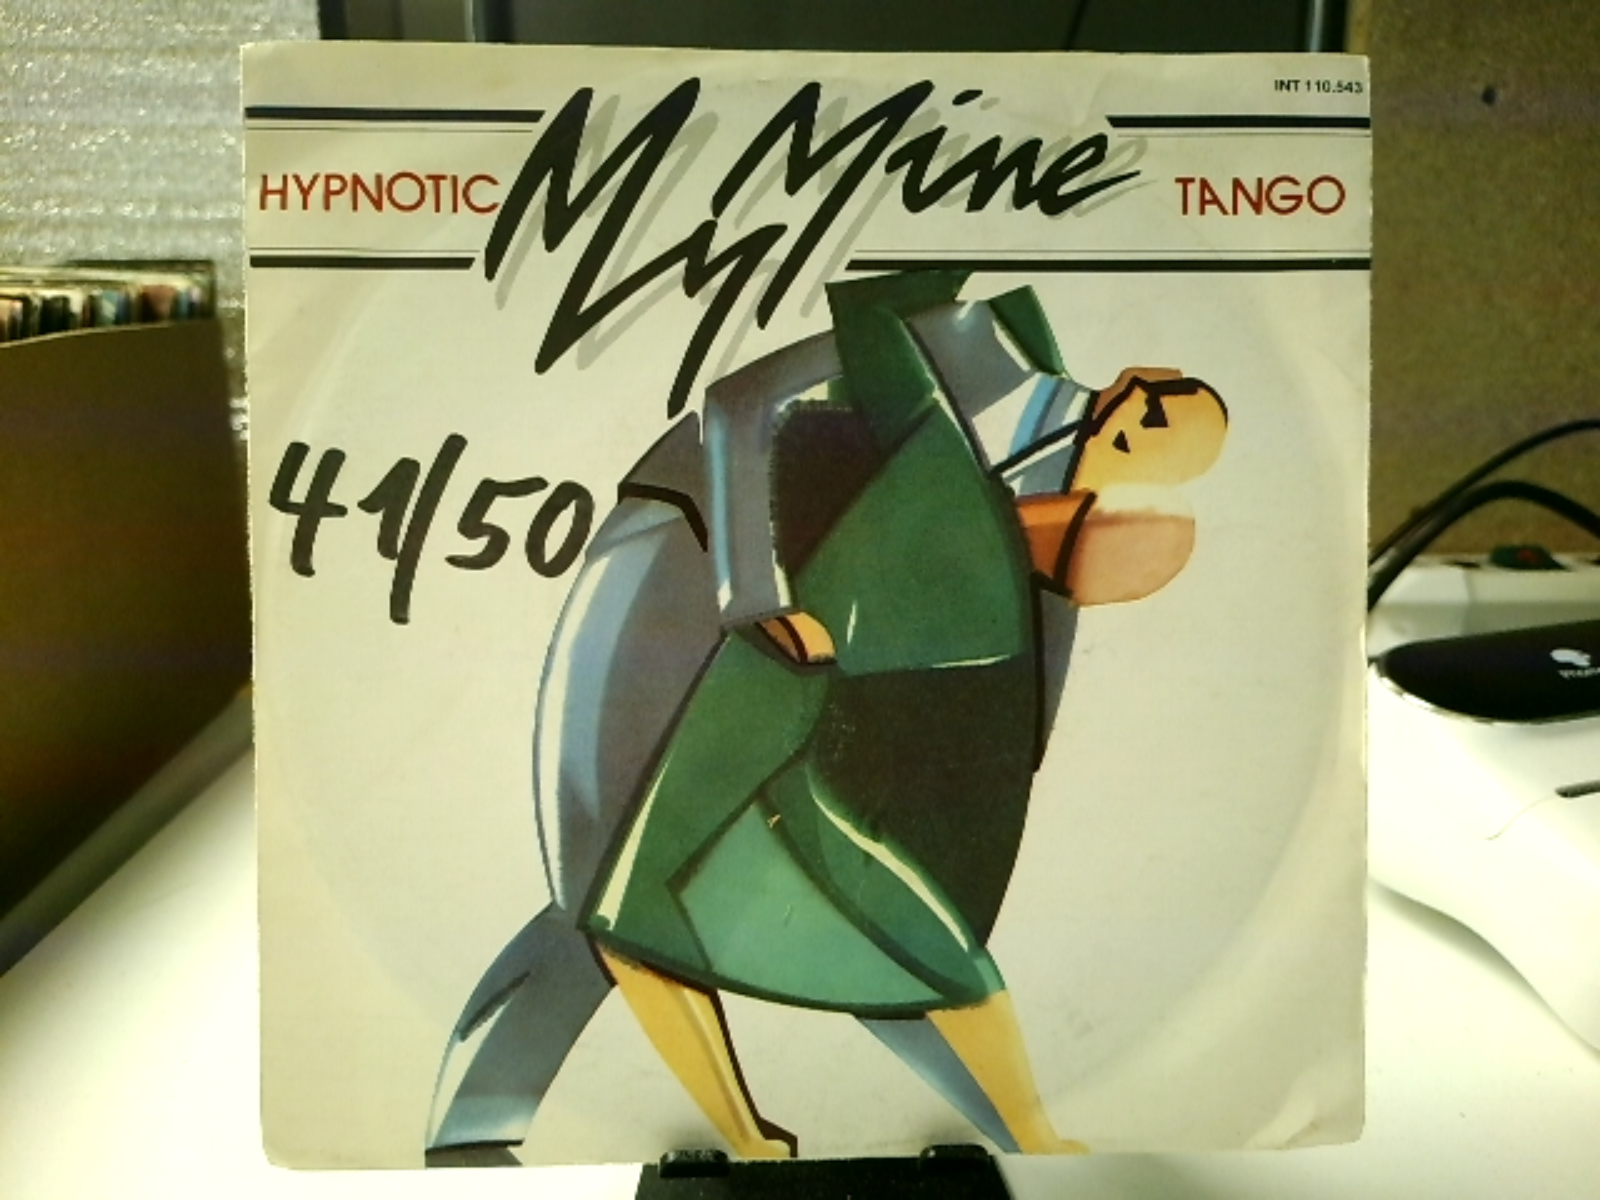 INT 110.543
HYPNOTIC My Mine TANGO
41/50